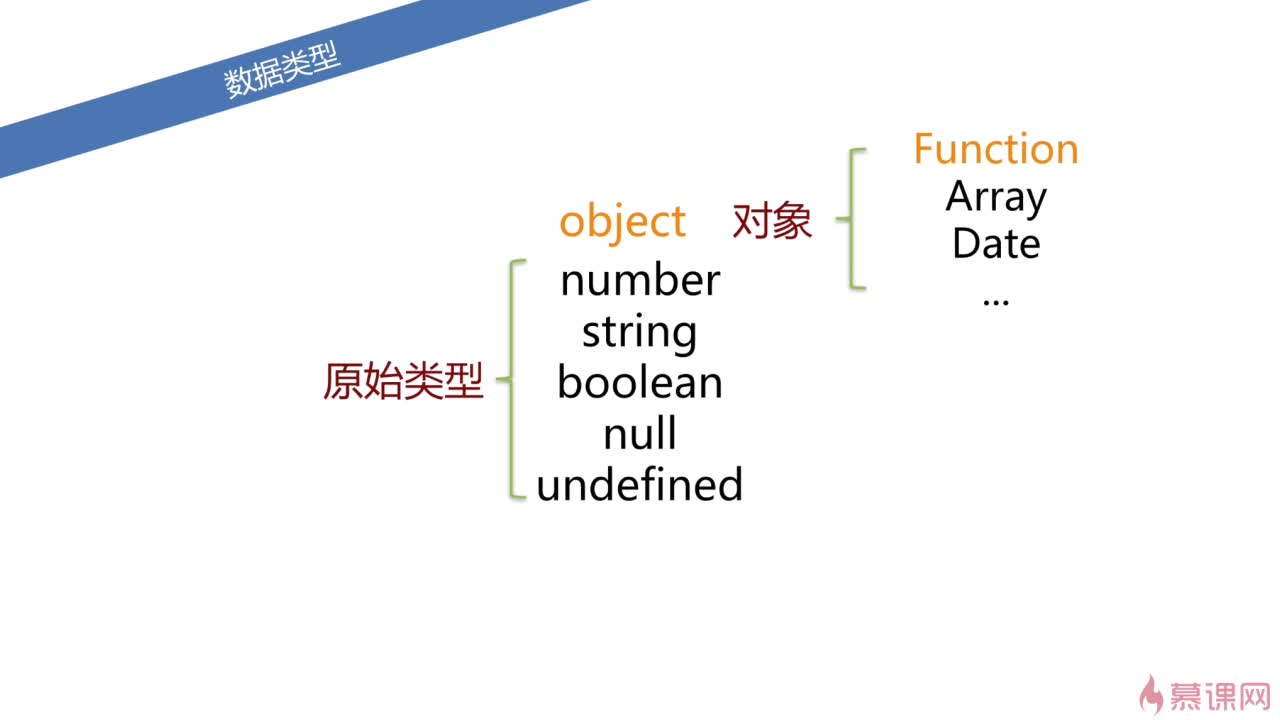 数据类型
Function
Array
Date
...
object 对象
number
string
boolean
null
undefined
原始类型
慕课网